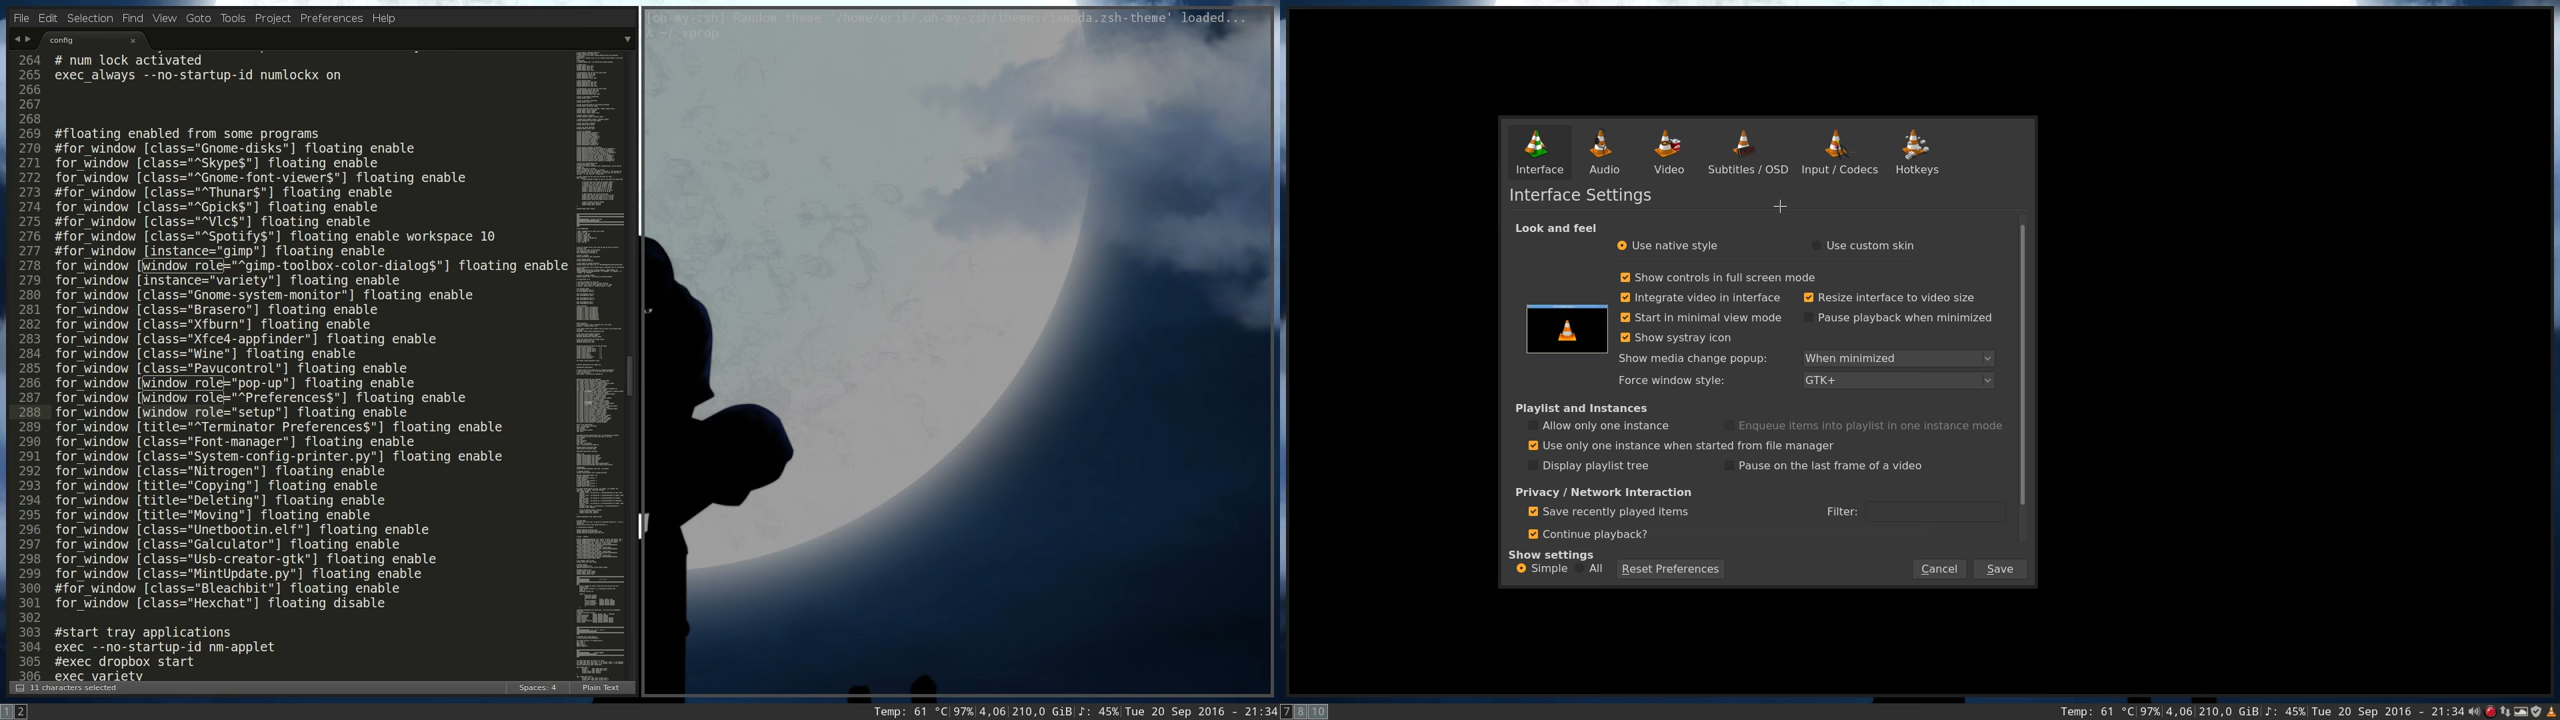 File Edit Selection Find View Goto Tools Project Preferences Help
config
264 # num lock activated
265 exec_always --no-startup-id numlockx on
266
267
268
269 #floating enabled from some programs
270 #for_window [class="Gnome-disks"] floating enable
271 for_window [class="^Skype$"] floating enable
272 for_window [class="^Gnome-font-viewer$"] floating enable
273 #for_window [class="^Thunar$"] floating enable
274 for_window [class="^Gpick$"] floating enable
275 #for_window [class="^Vlc$"] floating enable
276 #for_window [class="^Spotify$"] floating enable workspace 10
277 #for_window [instance="gimp"] floating enable
278 for_window [window_role="^gimp-toolbox-color-dialog$"] floating enable
279 for_window [instance="variety"] floating enable
280 for_window [class="Gnome-system-monitor"] floating enable
281 for_window [class="Brasero"] floating enable
282 for_window [class="Xfburn"] floating enable
283 for_window [class="Xfce4-appfinder"] floating enable
284 for_window [class="Wine"] floating enable
285 for_window [class="Pavucontrol"] floating enable
286 for_window [window_role="pop-up"] floating enable
287 for_window [window_role="^Preferences$"] floating enable
288 for_window [window_role="setup"] floating enable
289 for_window [title="^Terminator Preferences$"] floating enable
290 for_window [class="Font-manager"] floating enable
291 for_window [class="System-config-printer.py"] floating enable
292 for_window [class="Nitrogen"] floating enable
293 for_window [title="Copying"] floating enable
294 for_window [title="Deleting"] floating enable
295 for_window [title="Moving"] floating enable
296 for_window [class="Unetbootin.elf"] floating enable
297 for_window [class="Galculator"] floating enable
298 for_window [class="Usb-creator-gtk"] floating enable
299 for_window [class="MintUpdate.py"] floating enable
300 #for_window [class="Bleachbit"] floating enable
301 for_window [class="Hexchat"] floating disable
302
303 #start tray applications
304 exec --no-startup-id nm-applet
305 #exec dropbox start
306 exec variety
11 characters selected Spaces: 4 Plain Text
[oh-my-zsh] Random theme '/home/erik/.oh-my-zsh/themes/lambda.zsh-theme' loaded...
λ ~/ xprop
Interface Audio Video Subtitles / OSD Input / Codecs Hotkeys
Interface Settings
Look and feel
Use native style Use custom skin
Show controls in full screen mode
Integrate video in interface Resize interface to video size
Start in minimal view mode Pause playback when minimized
Show systray icon
Show media change popup: When minimized
Force window style: GTK+
Playlist and Instances
Allow only one instance Enqueue items into playlist in one instance mode
Use only one instance when started from file manager
Display playlist tree Pause on the last frame of a video
Privacy / Network Interaction
Save recently played items Filter:
Continue playback?
Show settings
Simple All Reset Preferences Cancel Save
1 2 Temp: 61 °C 97% 4,06 210,0 GiB ♪: 45% Tue 20 Sep 2016 - 21:34
7 8 10 Temp: 61 °C 97% 4,06 210,0 GiB ♪: 45% Tue 20 Sep 2016 - 21:34